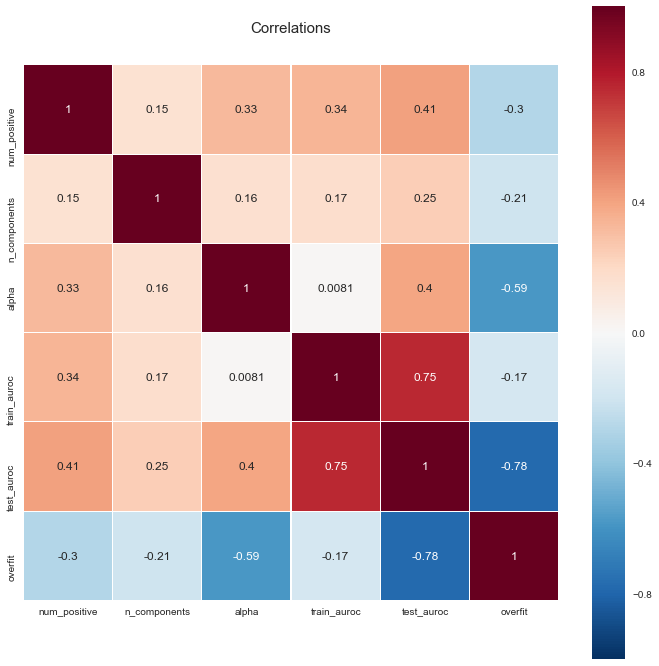 Correlations
num_positive 1 0.15 0.33 0.34 0.41 -0.3
n_components 0.15 1 0.16 0.17 0.25 -0.21
alpha 0.33 0.16 1 0.0081 0.4 -0.59
train_auroc 0.34 0.17 0.0081 1 0.75 -0.17
test_auroc 0.41 0.25 0.4 0.75 1 -0.78
overfit -0.3 -0.21 -0.59 -0.17 -0.78 1
num_positive n_components alpha train_auroc test_auroc overfit
0.8
0.4
0.0
−0.4
−0.8